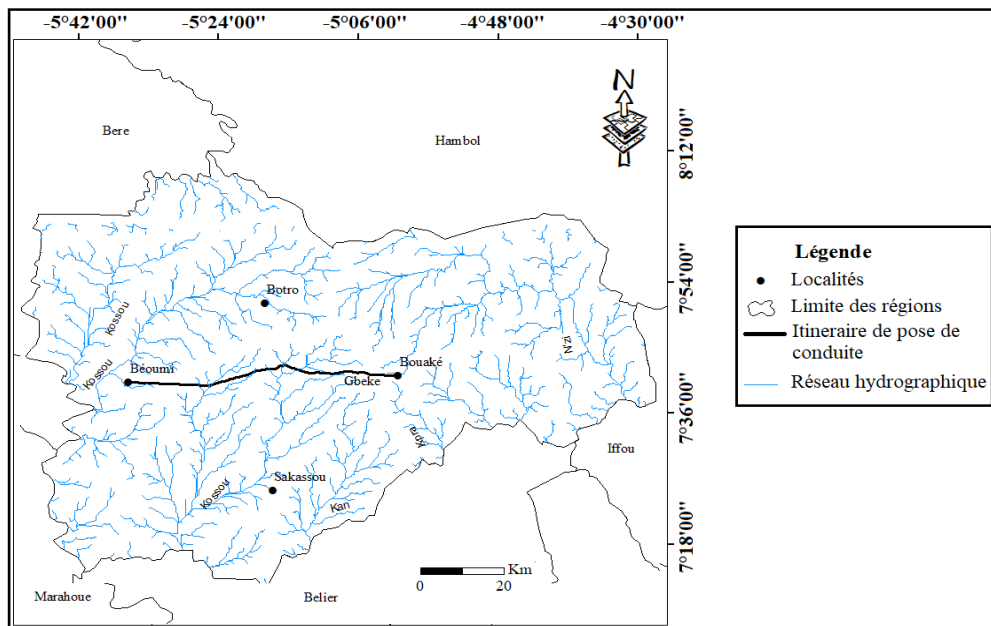 -5°42'00'' -5°24'00'' -5°06'00'' -4°48'00'' -4°30'00''
N
Bere
Hambol
8°12'00''
7°54'00''
7°36'00''
7°18'00''
Botro
Kossou
Kossou
Béoumi
Bouaké
Gbeke
N'zi
Kpra
Iffou
Sakassou
Kossou
Kan
Km
0 20
Marahoue
Belier
Légende
Localités
Limite des régions
Itineraire de pose de
conduite
Réseau hydrographique